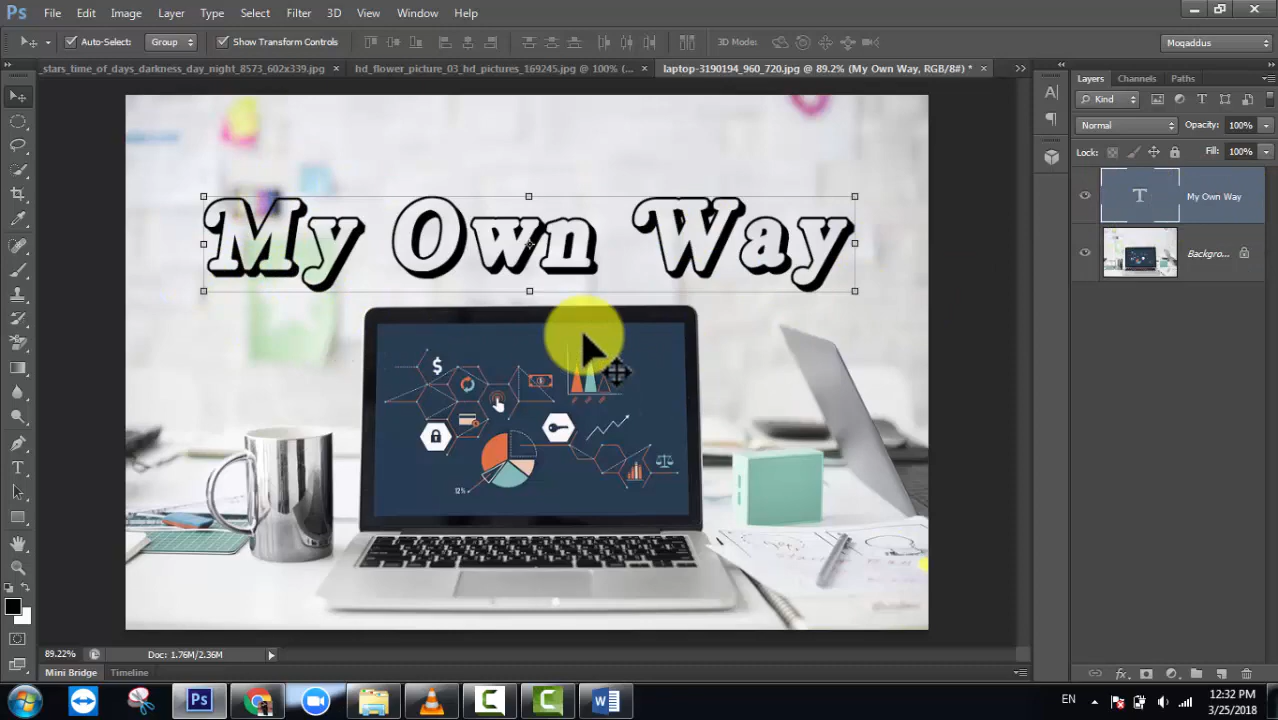 Ps File Edit Image Layer Type Select Filter 3D View Window Help
Auto-Select: Group Show Transform Controls 3D Mode: Moqaddus
_stars_time_of_days_darkness_day_night_8573_602x339.jpg × hd_flower_picture_03_hd_pictures_169245.jpg @ 100% (... × laptop-3190194_960_720.jpg @ 89.2% (My Own Way, RGB/8#) * ×
Layers Channels Paths
Kind
Normal Opacity: 100%
Lock: Fill: 100%
T My Own Way
Backgro...
My Own Way
$
12%
89.22% Doc: 1.76M/2.36M
Mini Bridge Timeline
Ps EN 12:32 PM
3/25/2018